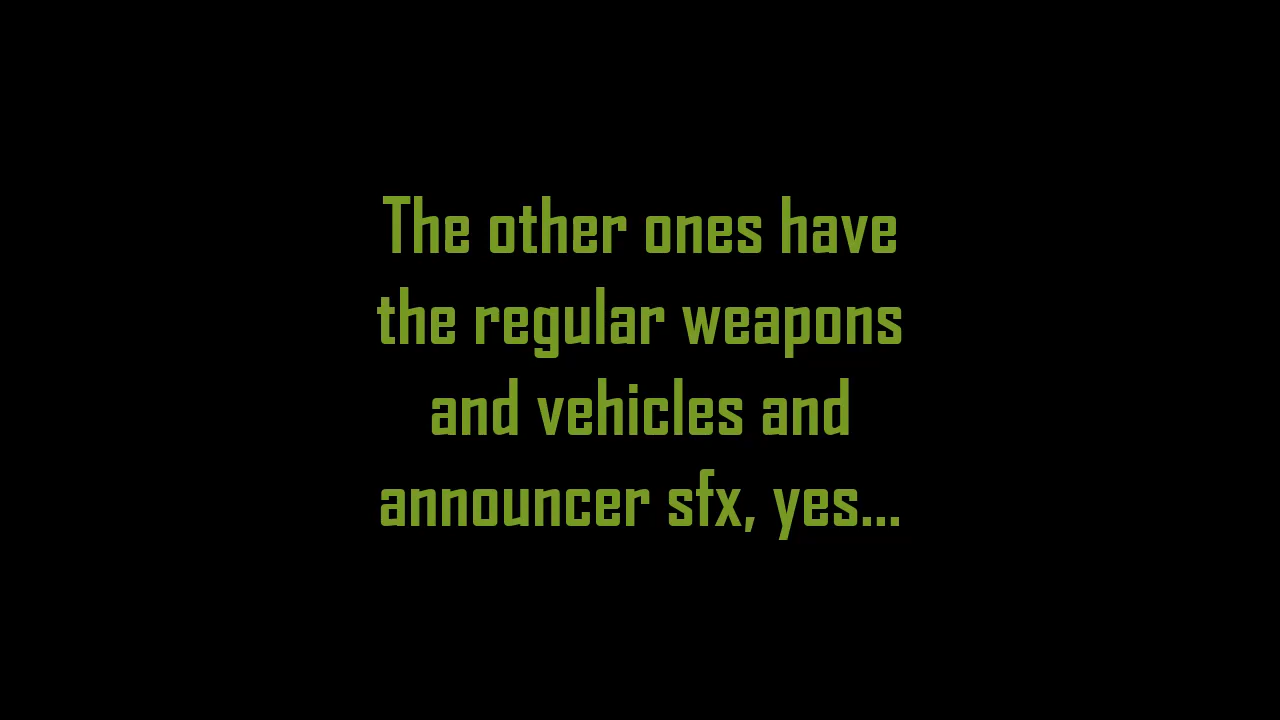 The other ones have
the regular weapons
and vehicles and
announcer sfx, yes...